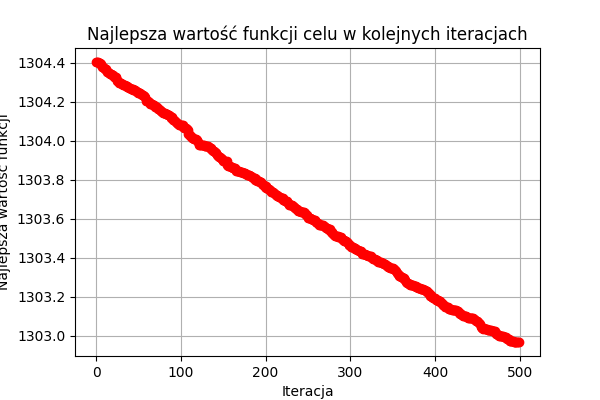 Najlepsza wartość funkcji celu w kolejnych iteracjach
Najlepsza wartość funkcji
1304.4
1304.2
1304.0
1303.8
1303.6
1303.4
1303.2
1303.0
0 100 200 300 400 500
Iteracja